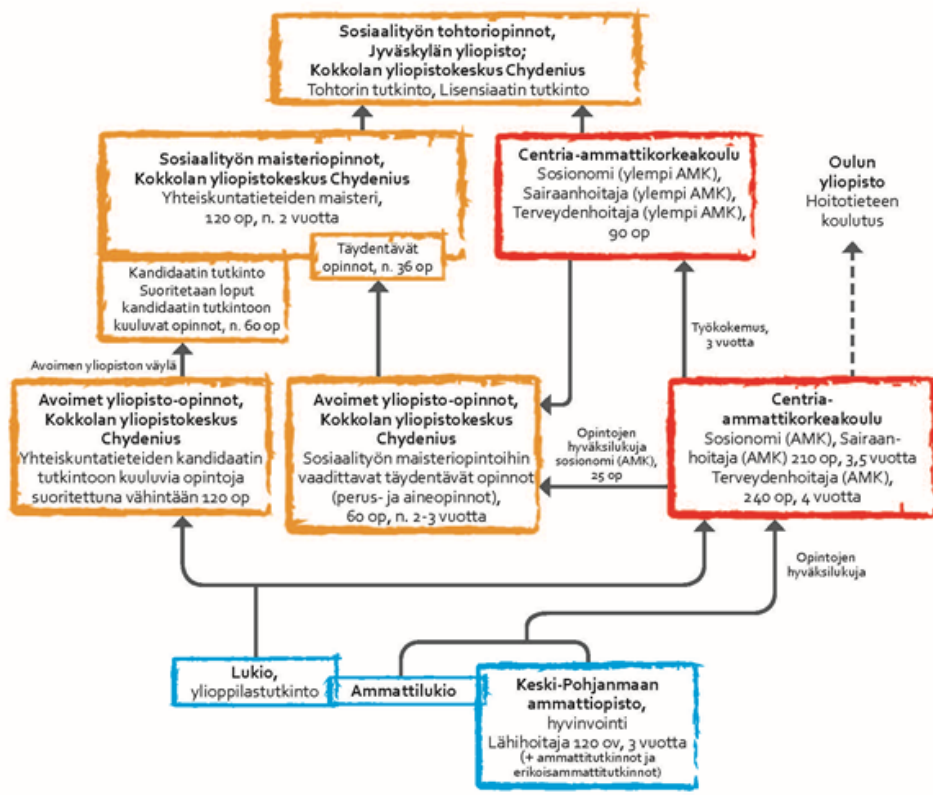 Sosiaalityön tohtoriopinnot,
Jyväskylän yliopisto;
Kokkolan yliopistokeskus Chydenius
Tohtorin tutkinto, Lisensiaatin tutkinto
Sosiaalityön maisteriopinnot,
Kokkolan yliopistokeskus Chydenius
Yhteiskuntatieteiden maisteri,
120 op, n. 2 vuotta
Täydentävät
opinnot, n. 36 op
Centria-ammattikorkeakoulu
Sosionomi (ylempi AMK),
Sairaanhoitaja (ylempi AMK),
Terveydenhoitaja (ylempi AMK),
90 op
Oulun
yliopisto
Hoitotieteen
koulutus
Kandidaatin tutkinto
Suoritetaan loput
kandidaatin tutkintoon
kuuluvat opinnot, n. 60 op
Avoimen yliopiston väylä
Työkokemus,
3 vuotta
Avoimet yliopisto-opinnot,
Kokkolan yliopistokeskus
Chydenius
Yhteiskuntatieteiden kandidaatin
tutkintoon kuuluvia opintoja
suoritettuna vähintään 120 op
Avoimet yliopisto-opinnot,
Kokkolan yliopistokeskus
Chydenius
Sosiaalityön maisteriopintoihin
vaadittavat täydentävät opinnot
(perus- ja aineopinnot),
60 op, n. 2-3 vuotta
Opintojen
hyväksilukuja
sosionomi (AMK),
25 op
Centria-
ammattikorkeakoulu
Sosionomi (AMK), Sairaan-
hoitaja (AMK) 210 op, 3,5 vuotta
Terveydenhoitaja (AMK),
240 op, 4 vuotta
Opintojen
hyväksilukuja
Lukio,
ylioppilastutkinto
Ammattilukio
Keski-Pohjanmaan
ammattiopisto,
hyvinvointi
Lähihoitaja 120 ov, 3 vuotta
(+ ammattitutkinnot ja
erikoisammattitutkinnot)